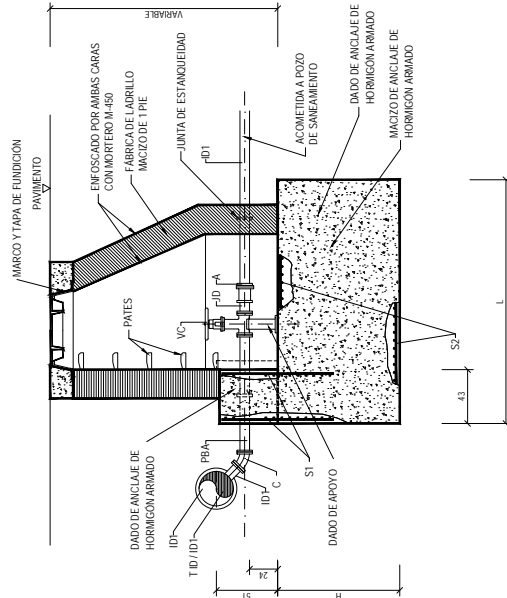 MARCO Y TAPA DE FUNDICIÓN
PAVIMENTO
VARIABLE
ENFOSCADO POR AMBAS CARAS
CON MORTERO M-450
FÁBRICA DE LADRILLO
MACIZO DE 1 PIE
JUNTA DE ESTANQUEIDAD
ID1
ACOMETIDA A POZO
DE SANEAMIENTO
DADO DE ANCLAJE DE
HORMIGÓN ARMADO
MACIZO DE ANCLAJE DE
HORMIGÓN ARMADO
PATES
VC
JD
A
DADO DE ANCLAJE DE
HORMIGÓN ARMADO
PBA
ID1
T ID / ID1
ID1
C
S1
S2
DADO DE APOYO
43
L
24
51
H